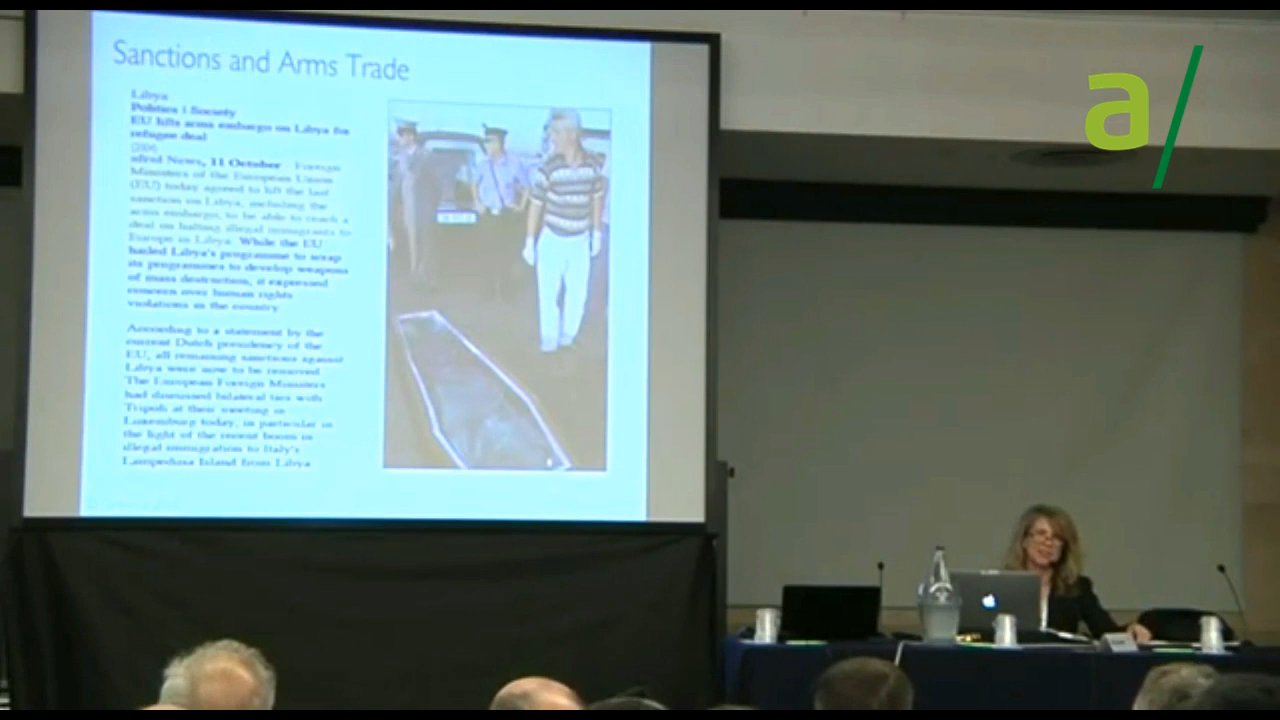 Sanctions and Arms Trade
Libya
Politics | Society
EU lifts arms embargo on Libya for
refugee deal
(2004)
afrol News, 11 October - Foreign
Ministers of the European Union
(EU) today agreed to lift the last
sanction on Libya, including the
arms embargo, to be able to reach a
deal on halting illegal immigrants to
Europe in Libya. While the EU
hailed Libya's programme to scrap
its programmes to develop weapons
of mass destruction, it expressed
concern over human rights
violations in the country
According to a statement by the
current Dutch presidency of the
EU, all remaining sanctions against
Libya were now to be removed
The European Foreign Ministers
had discussed bilateral ties with
Tripoli at their meeting in
Luxemburg today, in particular in
the light of the recent boom in
illegal immigration to Italy's
Lampedusa Island from Libya
a/